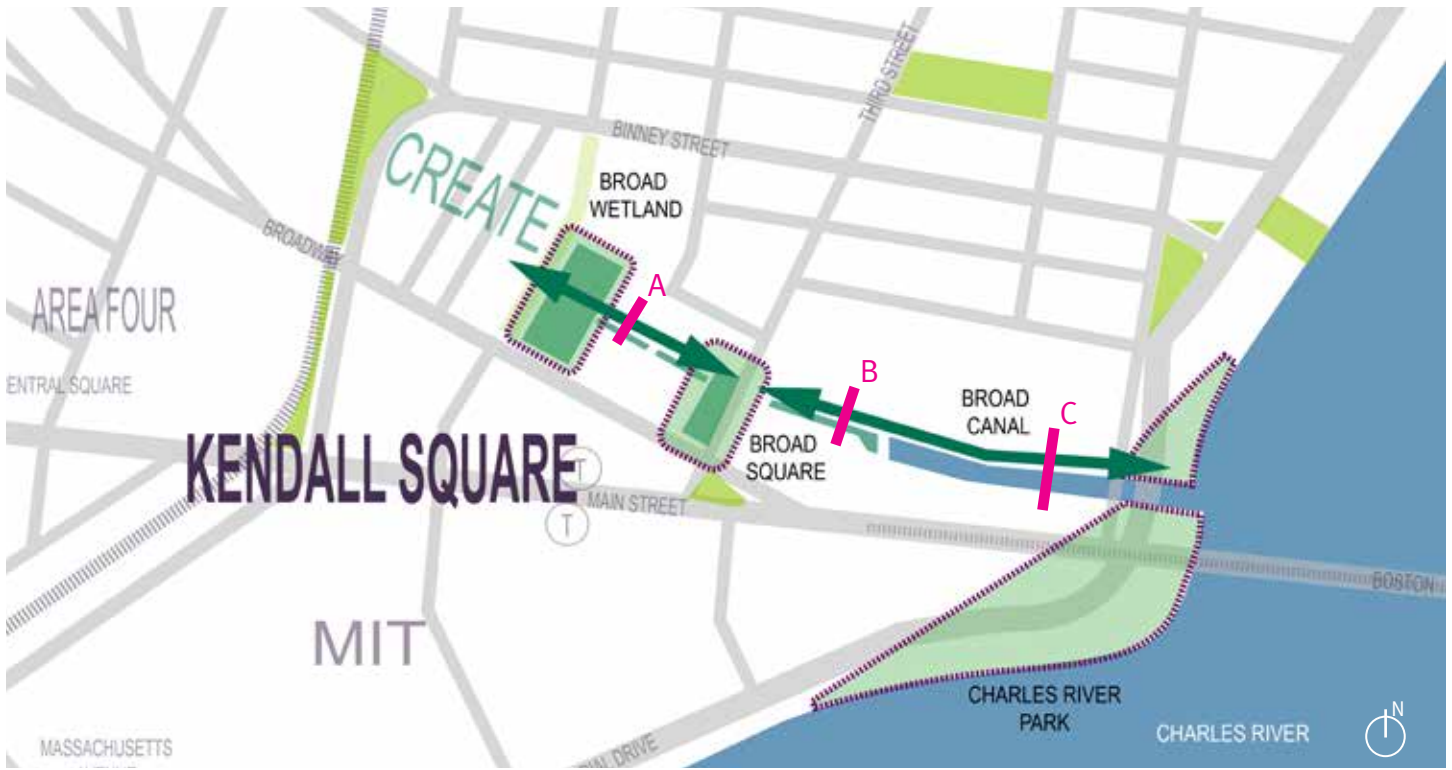 THIRD STREET
BINNEY STREET
CREATE
BROAD
WETLAND
BROADWAY
A
AREA FOUR
B
C
BROAD
CANAL
ENTRAL SQUARE
BROAD
SQUARE
KENDALL SQUARE
T
MAIN STREET
T
BOSTON
MIT
CHARLES RIVER
PARK
CHARLES RIVER
N
MASSACHUSETTS
DRIVE